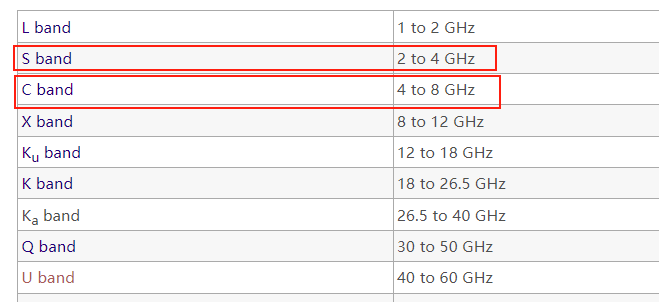 L band 1 to 2 GHz
S band 2 to 4 GHz
C band 4 to 8 GHz
X band 8 to 12 GHz
Ku band 12 to 18 GHz
K band 18 to 26.5 GHz
Ka band 26.5 to 40 GHz
Q band 30 to 50 GHz
U band 40 to 60 GHz